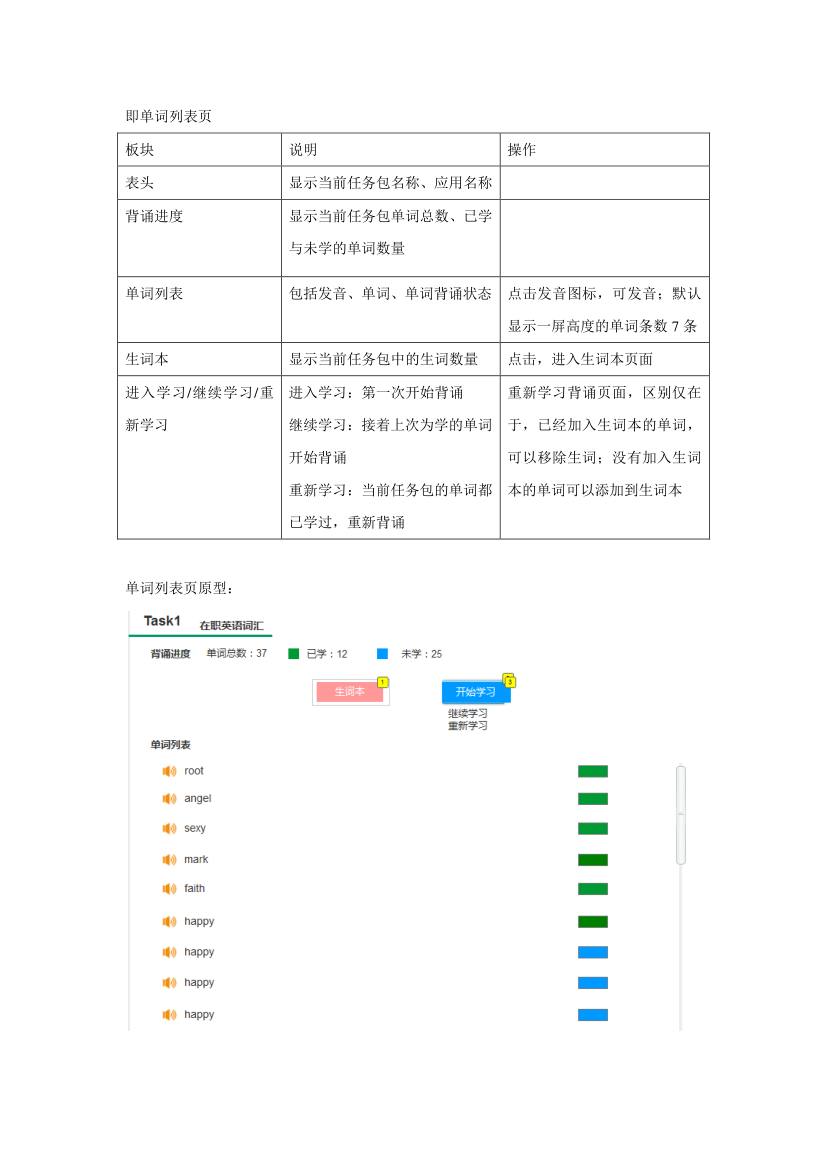 即单词列表页
板块 说明 操作
表头 显示当前任务包名称、应用名称
背诵进度 显示当前任务包单词总数、已学
与未学的单词数量
单词列表 包括发音、单词、单词背诵状态 点击发音图标，可发音；默认
显示一屏高度的单词条数 7 条
生词本 显示当前任务包中的生词数量 点击，进入生词本页面
进入学习/继续学习/重 进入学习：第一次开始背诵 重新学习背诵页面，区别仅在
新学习 继续学习：接着上次为学的单词 于，已经加入生词本的单词，
开始背诵 可以移除生词；没有加入生词
重新学习：当前任务包的单词都 本的单词可以添加到生词本
已学过，重新背诵
单词列表页原型：
Task1 在职英语词汇
背诵进度 单词总数：37 已学：12 未学：25
生词本 1 开始学习 3
继续学习
重新学习
单词列表
root
angel
sexy
mark
faith
happy
happy
happy
happy